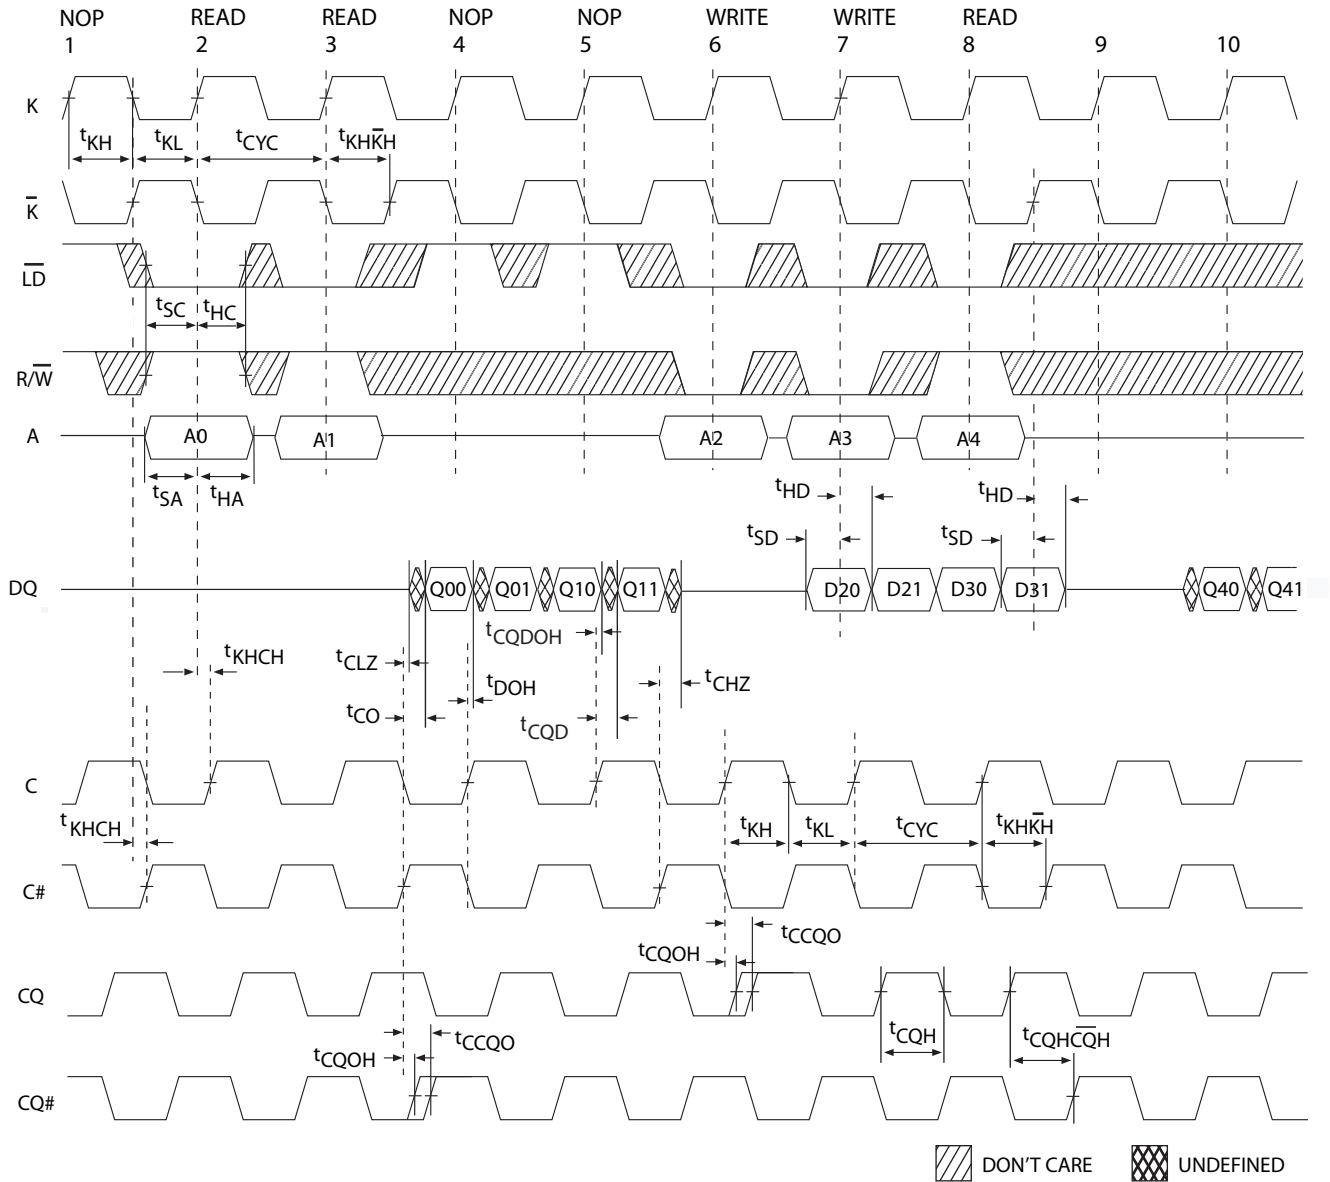 NOP READ READ NOP NOP WRITE WRITE READ
1 2 3 4 5 6 7 8 9 10
K
tKH tKL tCYC tKHK̅H
K̅
L̅D̅
tSC tHC
R/W̅
A A0 A1 A2 A3 A4
tSA tHA tHD tHD
tSD tSD
DQ Q00 Q01 Q10 Q11 D20 D21 D30 D31 Q40 Q41
tCQDOH
tKHCH tCLZ tDOH tCHZ
tCO tCQD
C
tKHCH tKH tKL tCYC tKHK̅H
C#
tCCQO
tCQOH
CQ
tCCQO tCQH tCQHC̅Q̅H
tCQOH
CQ#
DON'T CARE UNDEFINED